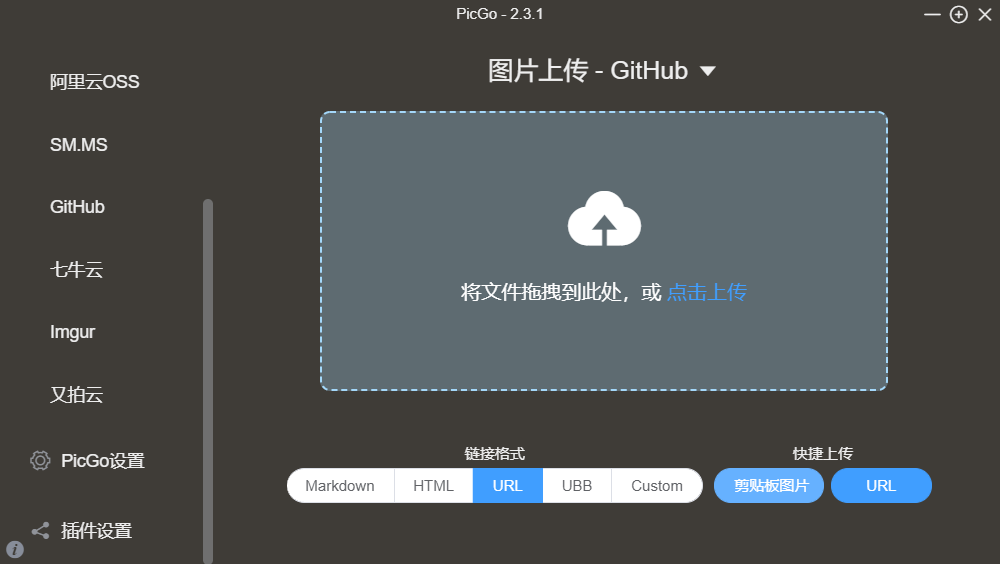 PicGo - 2.3.1
阿里云OSS
SM.MS
GitHub
七牛云
Imgur
又拍云
PicGo设置
插件设置
图片上传 - GitHub
将文件拖拽到此处，或 点击上传
链接格式
Markdown HTML URL UBB Custom
快捷上传
剪贴板图片 URL